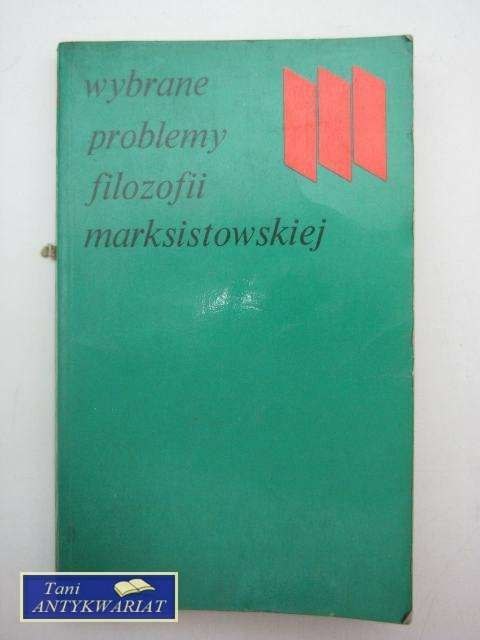 wybrane
problemy
filozofii
marksistowskiej
Tani
ANTYKWARIAT